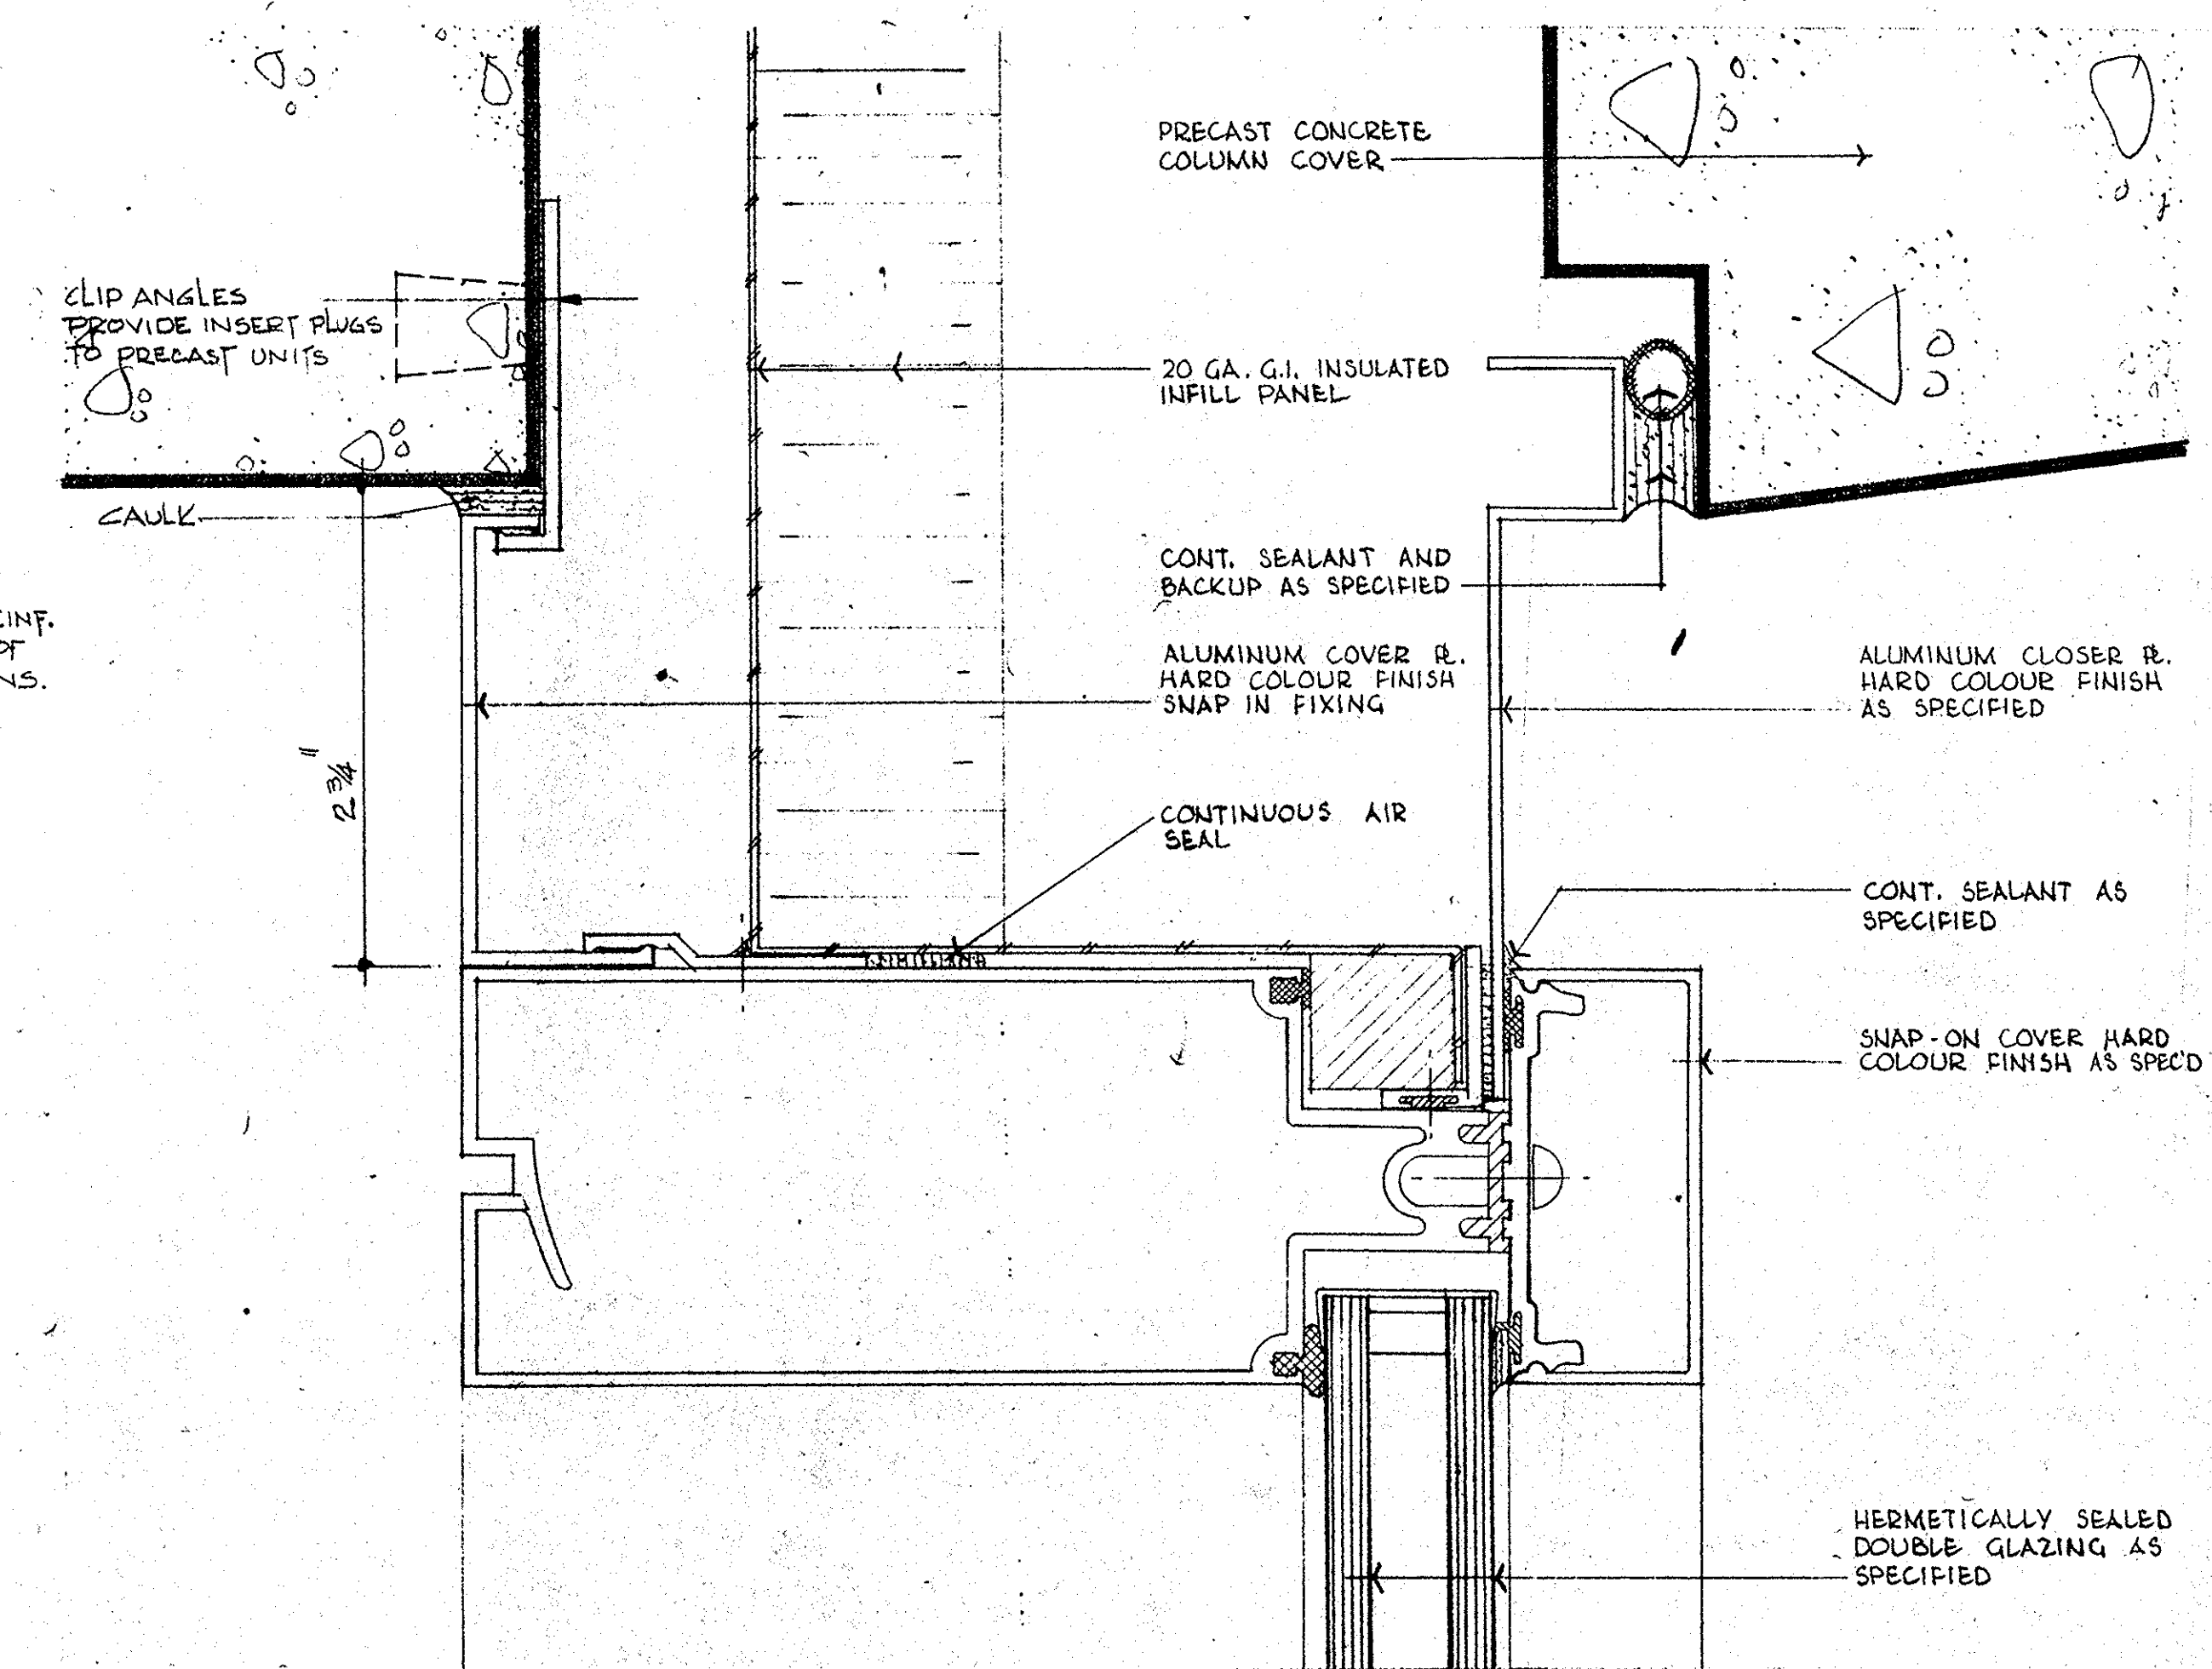 PRECAST CONCRETE
COLUMN COVER
CLIP ANGLES
PROVIDE INSERT PLUGS
TO PRECAST UNITS
20 GA. G.I. INSULATED
INFILL PANEL
CAULK
CONT. SEALANT AND
BACKUP AS SPECIFIED
INF.
OF
NS.
ALUMINUM COVER PL.
HARD COLOUR FINISH
SNAP IN FIXING
ALUMINUM CLOSER PL.
HARD COLOUR FINISH
AS SPECIFIED
2 3/4"
CONTINUOUS AIR
SEAL
CONT. SEALANT AS
SPECIFIED
SNAP-ON COVER HARD
COLOUR FINISH AS SPEC'D
HERMETICALLY SEALED
DOUBLE GLAZING AS
SPECIFIED